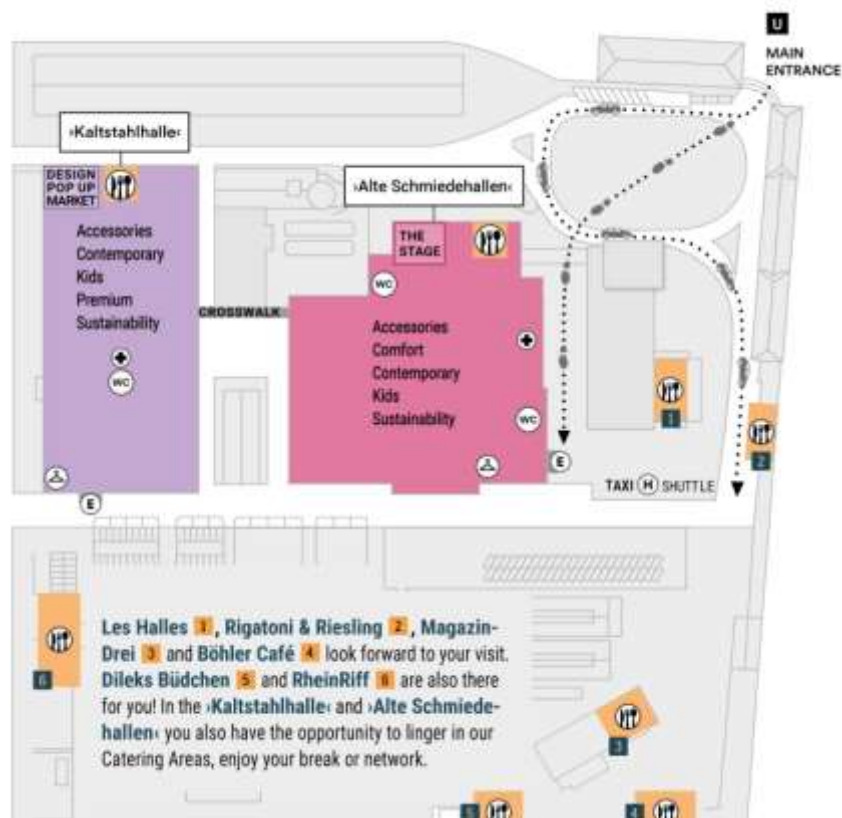 U
MAIN
ENTRANCE
›Kaltstahlhalle‹
DESIGN
POP UP
MARKET
Accessories
Contemporary
Kids
Premium
Sustainability
WC
E
CROSSWALK
›Alte Schmiedehallen‹
THE
STAGE
WC
Accessories
Comfort
Contemporary
Kids
Sustainability
WC
E
1
2
TAXI H SHUTTLE
Les Halles 1, Rigatoni & Riesling 2, Magazin-
Drei 3 and Böhler Café 4 look forward to your visit.
Dileks Büdchen 5 and RheinRiff 6 are also there
for you! In the ›Kaltstahlhalle‹ and ›Alte Schmiede-
hallen‹ you also have the opportunity to linger in our
Catering Areas, enjoy your break or network.
6
3
5
4